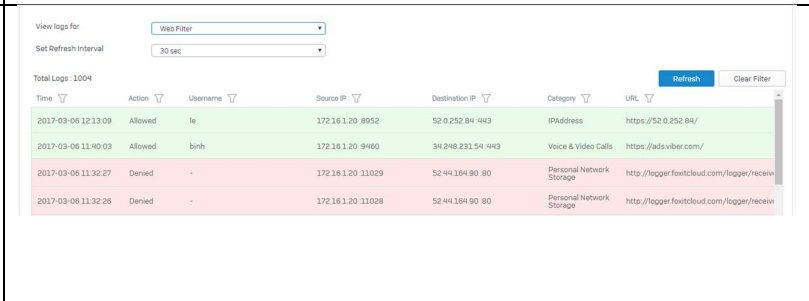 View logs for Web Filter
Set Refresh Interval 30 sec
Total Logs : 1004 Refresh Clear Filter
Time Action Username Source IP Destination IP Category URL
2017-03-06 12:13:09 Allowed le 172.16.1.20 :8952 52.0.252.84 :443 IPAddress https://52.0.252.84/
2017-03-06 11:40:03 Allowed binh 172.16.1.20 :9460 34.248.231.54 :443 Voice & Video Calls https://ads.viber.com/
2017-03-06 11:32:27 Denied - 172.16.1.20 :11029 52.44.164.90 :80 Personal Network Storage http://logger.foxitcloud.com/logger/receive
2017-03-06 11:32:26 Denied - 172.16.1.20 :11028 52.44.164.90 :80 Personal Network Storage http://logger.foxitcloud.com/logger/receive